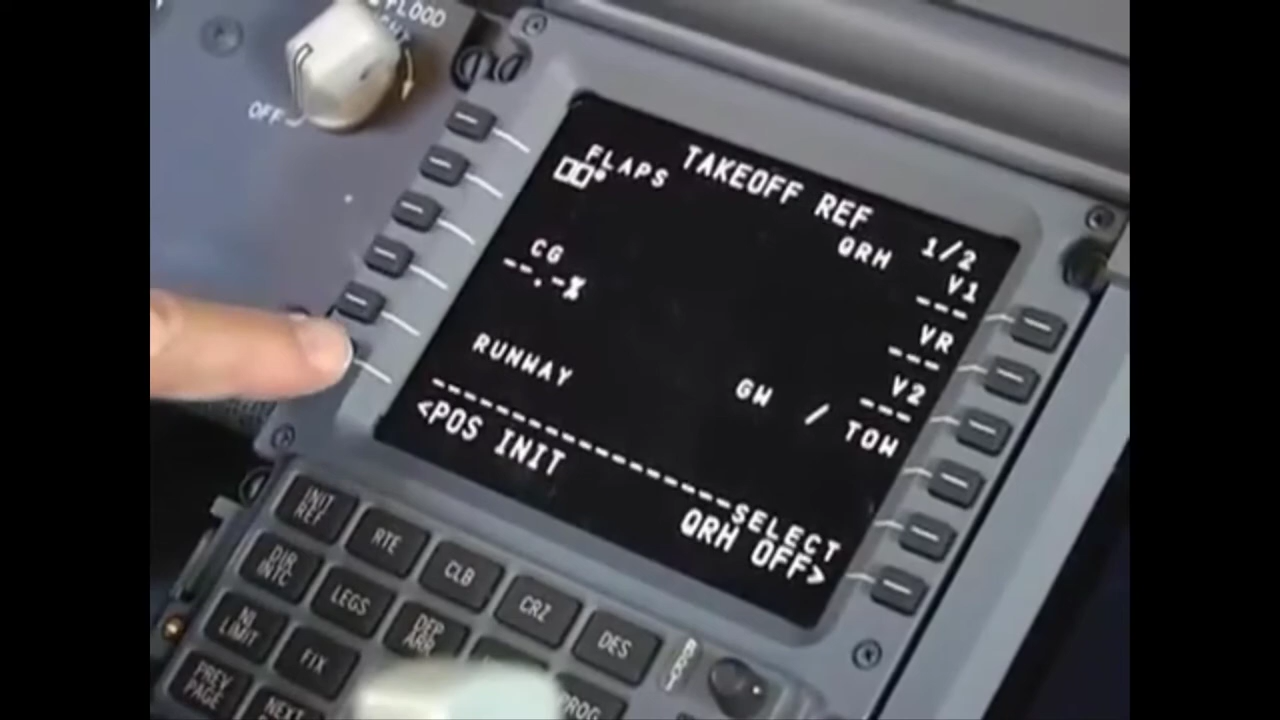 FLOOD
OFF
TAKEOFF REF
1/2
FLAPS
QRH
V1
□□°
---
CG
VR
--.-%
---
V2
---
RUNWAY
GW / TOW
------------------SELECT
<POS INIT
QRH OFF>
INIT REF
RTE
CLB
CRZ
DES
DIR INTC
LEGS
DEP ARR
N1 LIMIT
FIX
PROG
PREV PAGE
NEXT